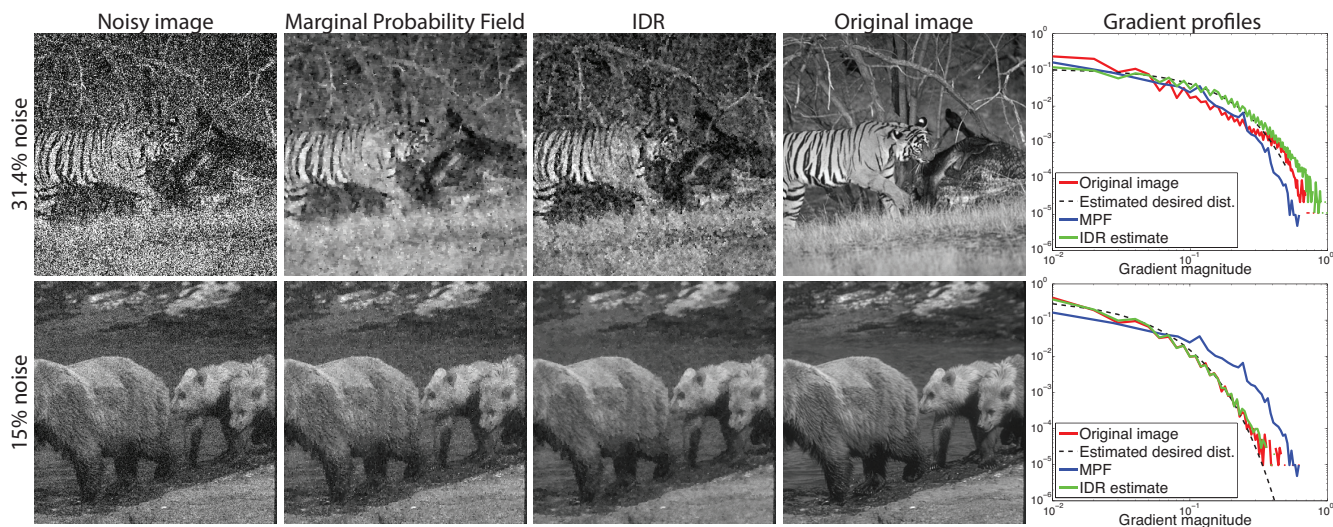 Noisy image
Marginal Probability Field
IDR
Original image
Gradient profiles
31.4% noise
10^0
10^-1
10^-2
10^-3
10^-4
10^-5
10^-6
Original image
Estimated desired dist.
MPF
IDR estimate
10^-2
10^-1
10^0
Gradient magnitude
15% noise
10^0
10^-1
10^-2
10^-3
10^-4
10^-5
10^-6
Original image
Estimated desired dist.
MPF
IDR estimate
10^-2
10^-1
10^0
Gradient magnitude